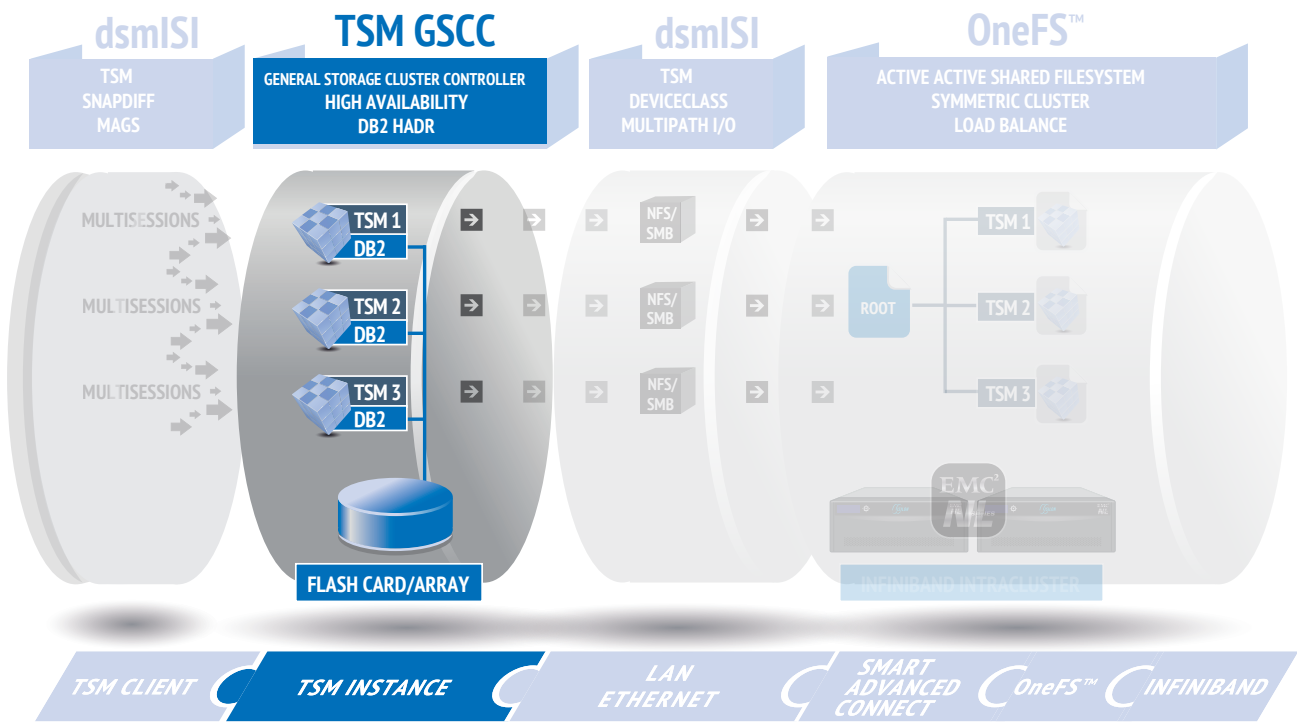 dsmISI
TSM
SNAPDIFF
MAGS
TSM GSCC
GENERAL STORAGE CLUSTER CONTROLLER
HIGH AVAILABILITY
DB2 HADR
dsmISI
TSM
DEVICECLASS
MULTIPATH I/O
OneFS™
ACTIVE ACTIVE SHARED FILESYSTEM
SYMMETRIC CLUSTER
LOAD BALANCE
MULTISESSIONS
MULTISESSIONS
MULTISESSIONS
TSM 1
DB2
TSM 2
DB2
TSM 3
DB2
FLASH CARD/ARRAY
NFS/
SMB
NFS/
SMB
NFS/
SMB
ROOT
TSM 1
TSM 2
TSM 3
EMC²
NL
INFINIBAND INTRACLUSTER
TSM CLIENT
TSM INSTANCE
LAN
ETHERNET
SMART
ADVANCED
CONNECT
OneFS™
INFINIBAND